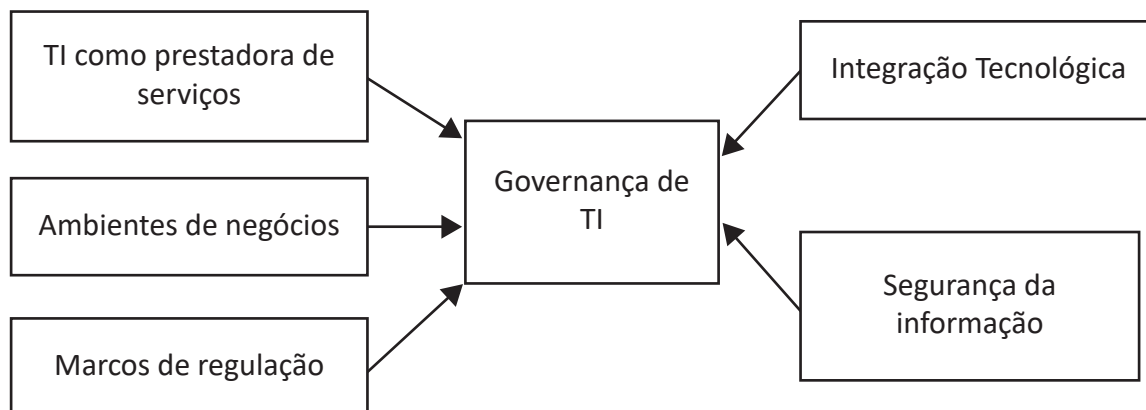 TI como prestadora de
serviços
Ambientes de negócios
Marcos de regulação
Governança de
TI
Integração Tecnológica
Segurança da
informação